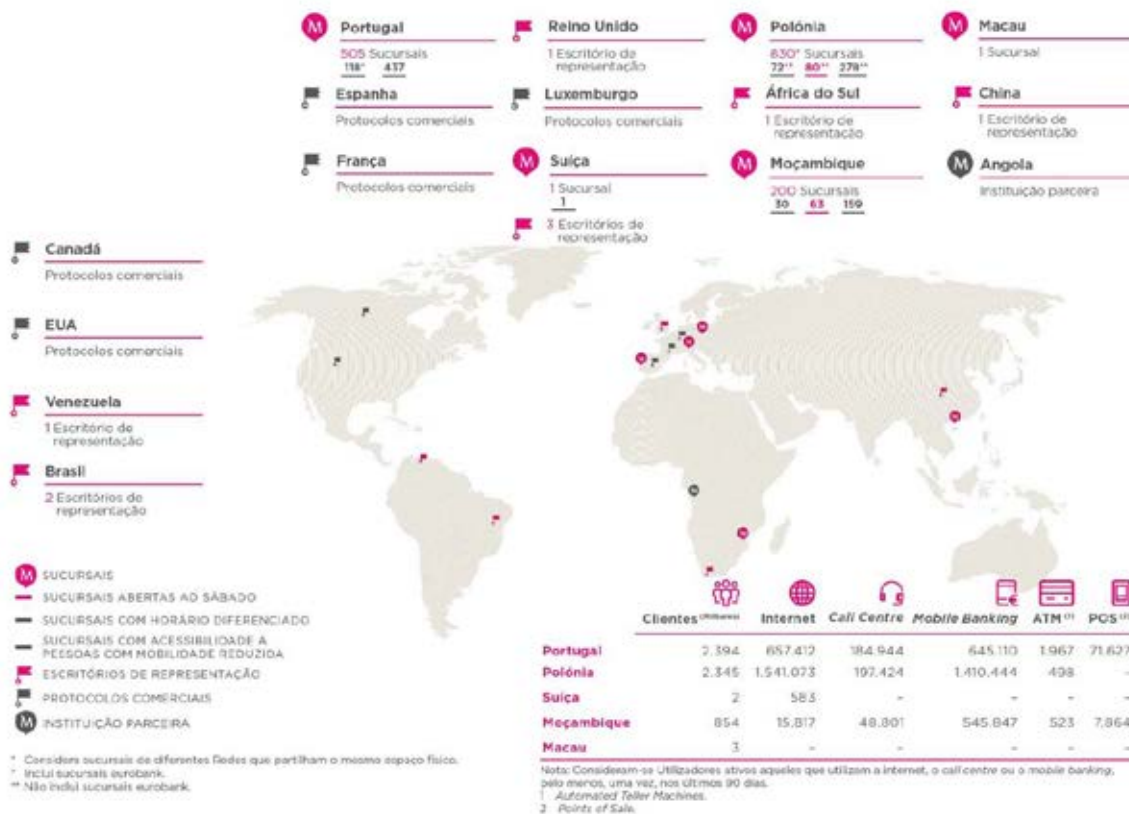 Portugal
505 Sucursais
118* 437
Reino Unido
1 Escritório de
representação
Polónia
830* Sucursais
72** 80** 278**
Macau
1 Sucursal
Espanha
Protocolos comerciais
Luxemburgo
Protocolos comerciais
África do Sul
1 Escritório de
representação
China
1 Escritório de
representação
França
Protocolos comerciais
Suíça
1 Sucursal
1
3 Escritórios de
representação
Moçambique
200 Sucursais
30 63 159
Angola
Instituição parceira
Canadá
Protocolos comerciais
EUA
Protocolos comerciais
Venezuela
1 Escritório de
representação
Brasil
2 Escritórios de
representação
SUCURSAIS
SUCURSAIS ABERTAS AO SÁBADO
SUCURSAIS COM HORÁRIO DIFERENCIADO
SUCURSAIS COM ACESSIBILIDADE A
PESSOAS COM MOBILIDADE REDUZIDA
ESCRITÓRIOS DE REPRESENTAÇÃO
PROTOCOLOS COMERCIAIS
INSTITUIÇÃO PARCEIRA
* Considera sucursais de diferentes Redes que partilham o mesmo espaço físico.
* Inclui sucursais eurobank.
** Não inclui sucursais eurobank.
Clientes (Milhares) Internet Call Centre Mobile Banking ATM (1) POS (2)
Portugal 2.394 657.412 184.944 645.110 1.967 71.627
Polónia 2.345 1.541.073 197.424 1.410.444 498 -
Suíça 2 583 - - - -
Moçambique 854 15.817 48.801 545.847 523 7.864
Macau 3 - - - - -
Nota: Consideram-se Utilizadores ativos aqueles que utilizam a internet, o call centre ou o mobile banking,
pelo menos, uma vez, nos últimos 90 dias.
1 Automated Teller Machines.
2 Points of Sale.